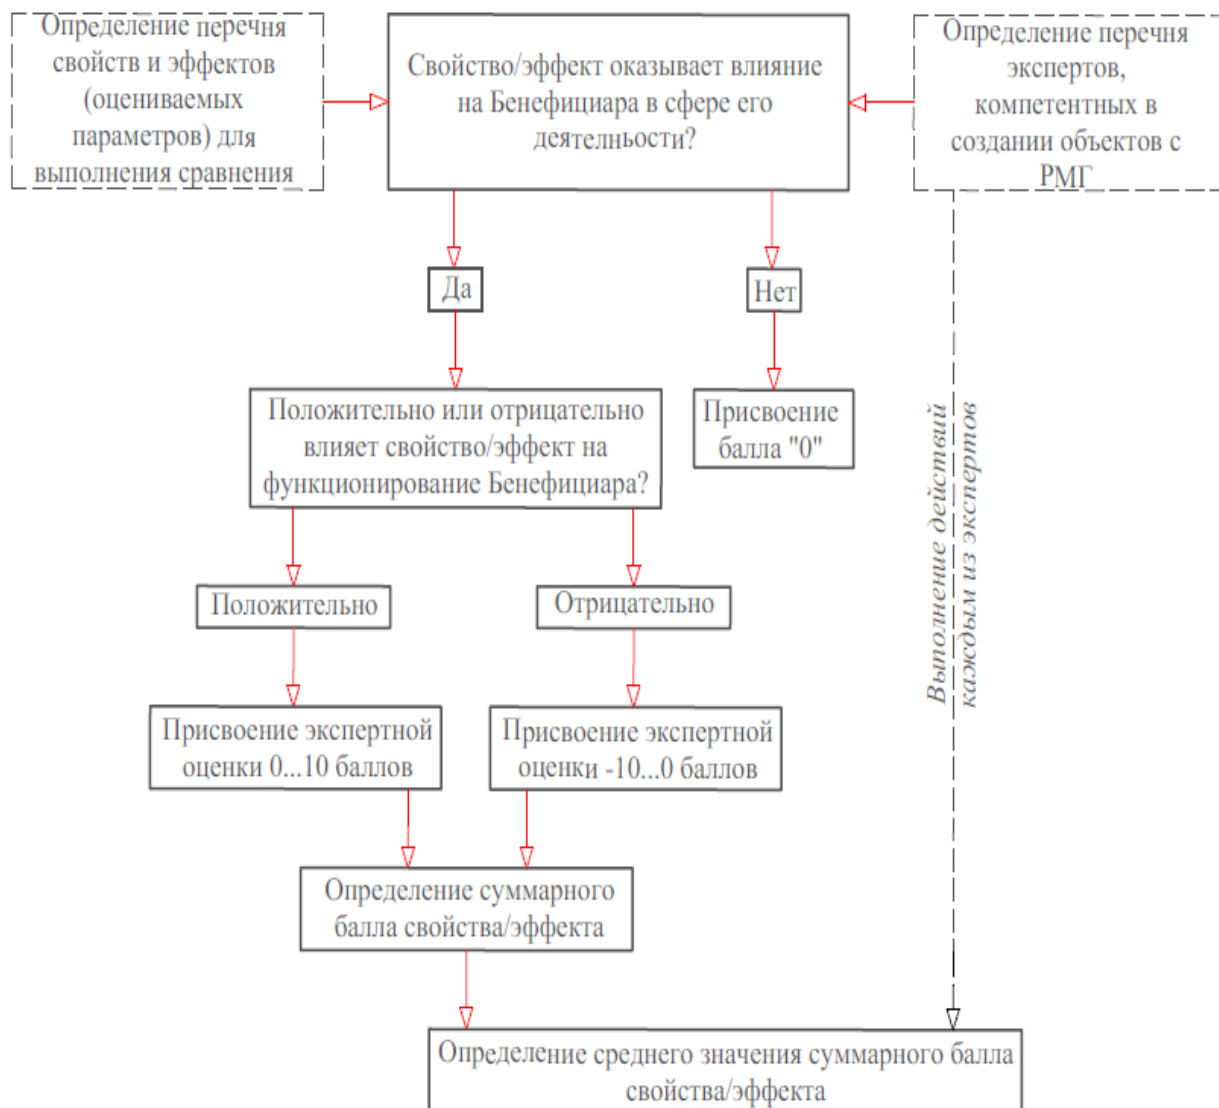 Определение перечня
свойств и эффектов
(оцениваемых
параметров) для
выполнения сравнения
Свойство/эффект оказывает влияние
на Бенефициара в сфере его
деятелньости?
Определение перечня
экспертов,
компетентных в
создании объектов с
РМГ
Да
Нет
Положительно или отрицательно
влияет свойство/эффект на
функционирование Бенефициара?
Присвоение
балла "0"
Выполнение действий
каждым из экспертов
Положительно
Отрицательно
Присвоение экспертной
оценки 0...10 баллов
Присвоение экспертной
оценки -10...0 баллов
Определение суммарного
балла свойства/эффекта
Определение среднего значения суммарного балла
свойства/эффекта